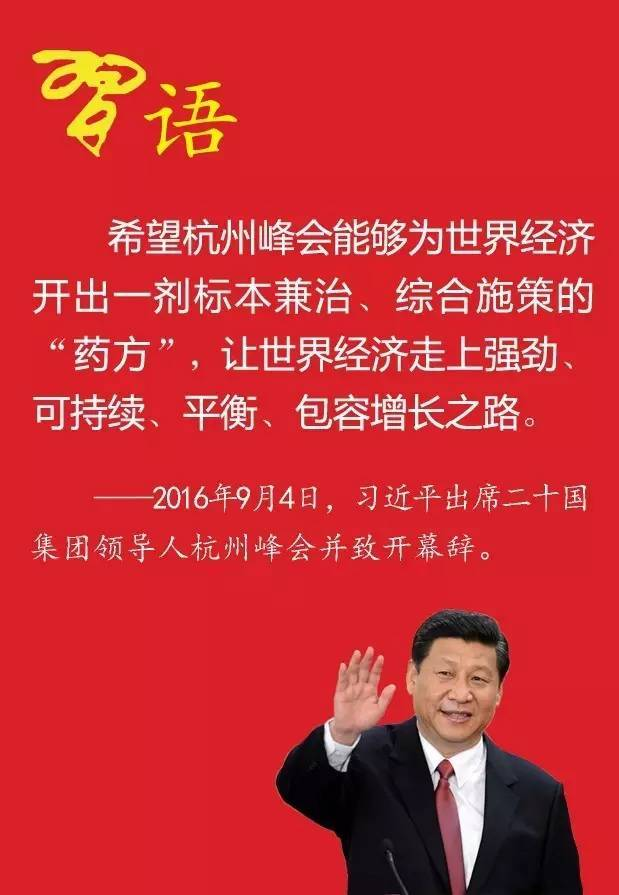 習语
希望杭州峰会能够为世界经济
开出一剂标本兼治、综合施策的
“药方”，让世界经济走上强劲、
可持续、平衡、包容增长之路。
——2016年9月4日，习近平出席二十国
集团领导人杭州峰会并致开幕辞。